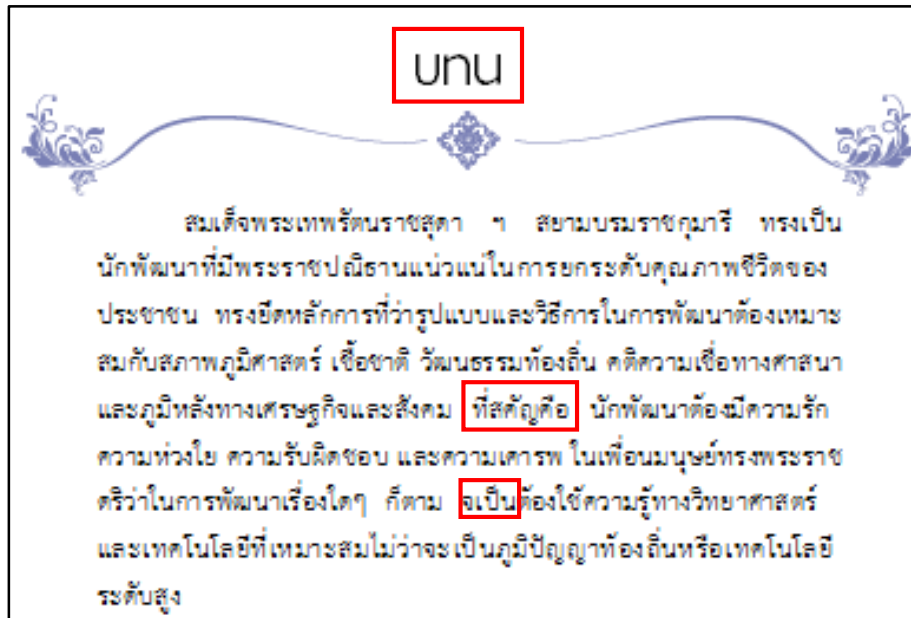 บทน
สมเด็จพระเทพรัตนราชสุดา ฯ สยามบรมราชกุมารี ทรงเป็น
นักพัฒนาที่มีพระราชปณิธานแน่วแน่ในการยกระดับคุณภาพชีวิตของ
ประชาชน ทรงยึดหลักการที่ว่ารูปแบบและวิธีการในการพัฒนาต้องเหมาะ
สมกับสภาพภูมิศาสตร์ เชื้อชาติ วัฒนธรรมท้องถิ่น คติความเชื่อทางศาสนา
และภูมิหลังทางเศรษฐกิจและสังคม ที่สคัญคือ นักพัฒนาต้องมีความรัก
ความห่วงใย ความรับผิดชอบ และความเคารพ ในเพื่อนมนุษย์ทรงพระราช
ดริว่าในการพัฒนาเรื่องใดๆ ก็ตาม จเป็นต้องใช้ความรู้ทางวิทยาศาสตร์
และเทคโนโลยีที่เหมาะสมไม่ว่าจะเป็นภูมิปัญญาท้องถิ่นหรือเทคโนโลยี
ระดับสูง